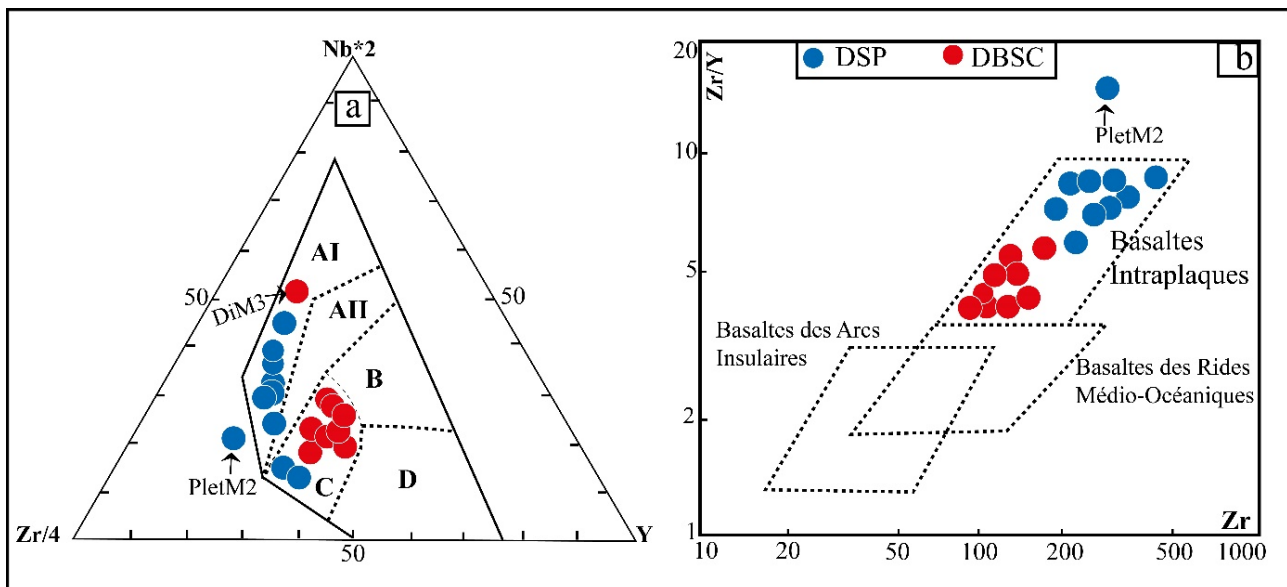 Nb*2
a
AI
50
50
DiM3
AII
B
PletM2
C
D
Zr/4
Y
50
20
Zr/Y
DSP
DBSC
b
PletM2
10
Basaltes
Intraplaques
5
Basaltes des Arcs
Insulaires
Basaltes des Rides
Médio-Océaniques
2
1
Zr
10
20
50
100
200
500
1000